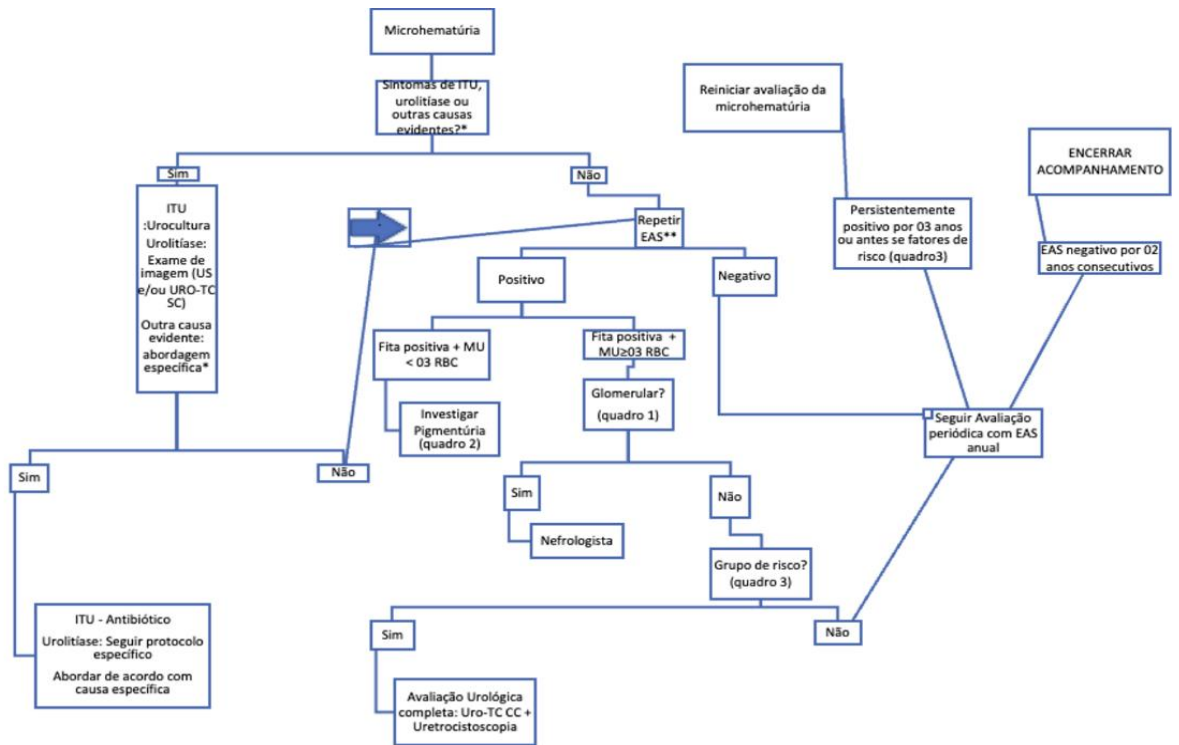 Microhematúria
Sintomas de ITU,
urolitíase ou
outras causas
evidentes?*
Reiniciar avaliação da
microhematúria
ENCERRAR
ACOMPANHAMENTO
Sim
Não
ITU
:Urocultura
Urolitíase:
Exame de
imagem (US
e/ou URO-TC
SC)
Outra causa
evidente:
abordagem
específica*
Repetir
EAS**
Persistentemente
positivo por 03 anos
ou antes se fatores de
risco (quadro3)
EAS negativo por 02
anos consecutivos
Positivo
Negativo
Fita positiva + MU
< 03 RBC
Fita positiva +
MU≥03 RBC
Investigar
Pigmentúria
(quadro 2)
Glomerular?
(quadro 1)
Seguir Avaliação
periódica com EAS
anual
Sim
Não
Sim
Não
Nefrologista
Grupo de risco?
(quadro 3)
ITU - Antibiótico
Urolitíase: Seguir protocolo
específico
Abordar de acordo com
causa específica
Sim
Não
Avaliação Urológica
completa: Uro-TC CC +
Uretrocistoscopia